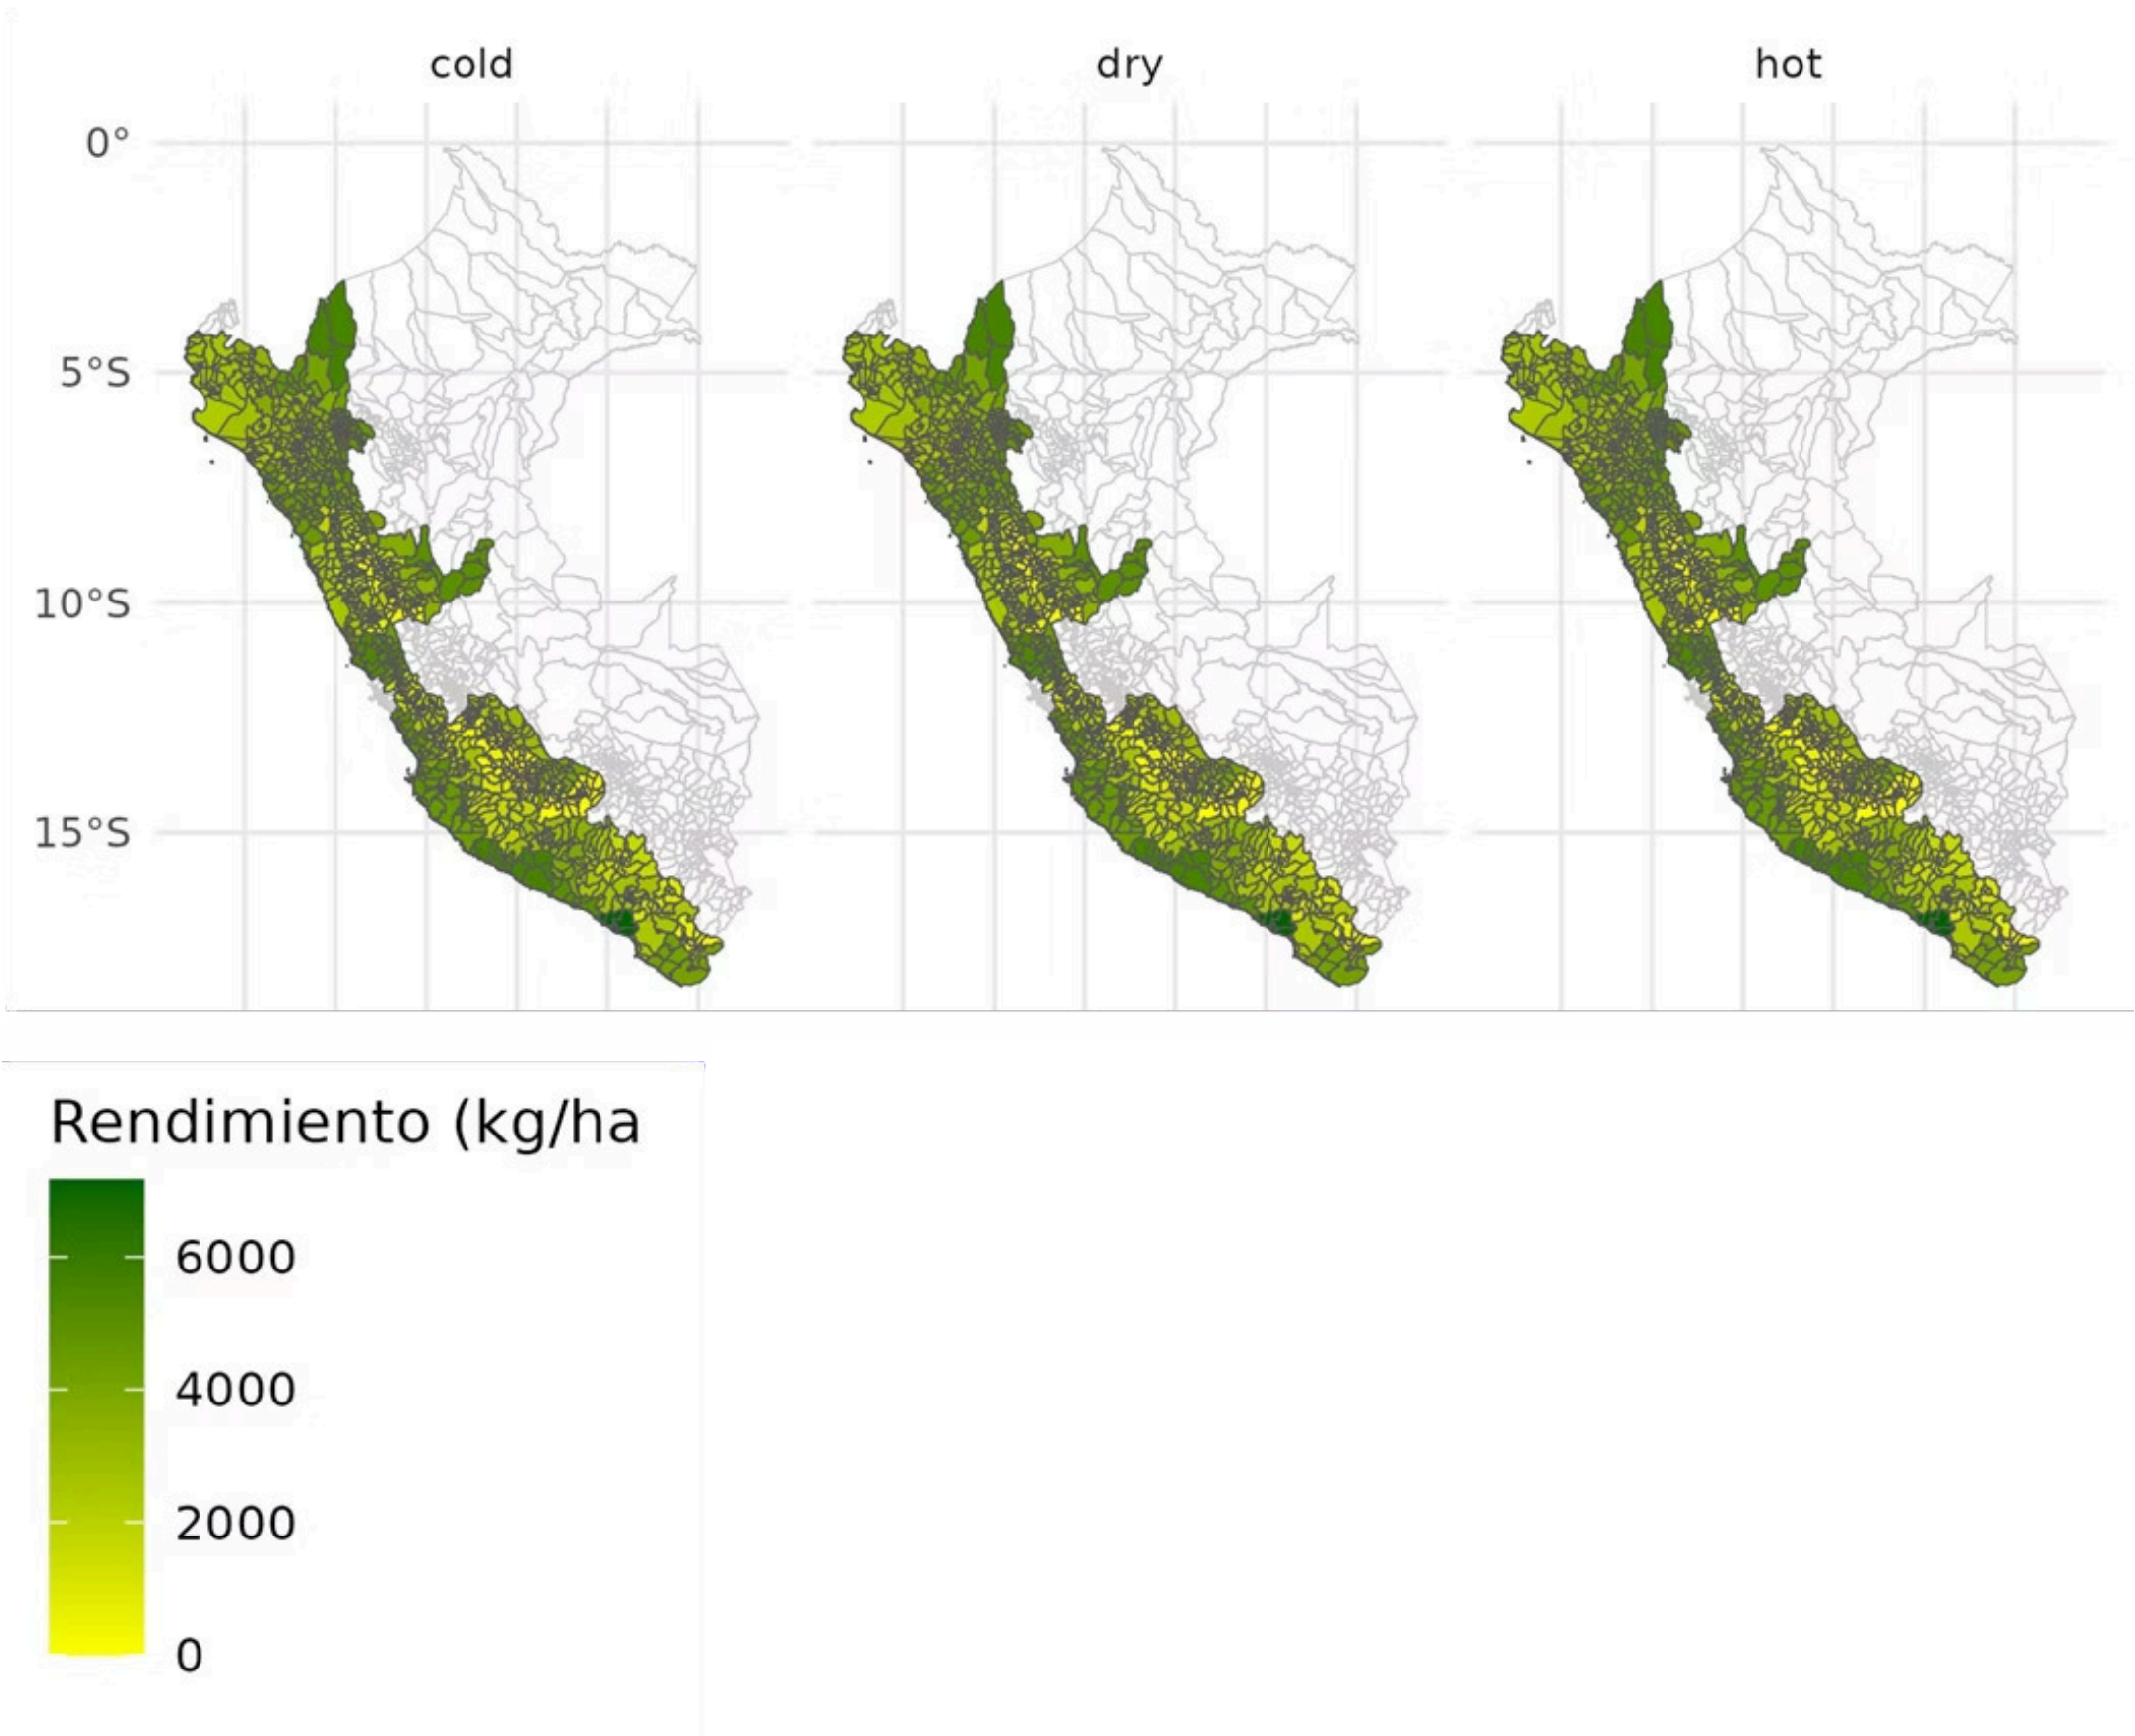 cold dry hot
0°
5°S
10°S
15°S
Rendimiento (kg/ha
6000
4000
2000
0